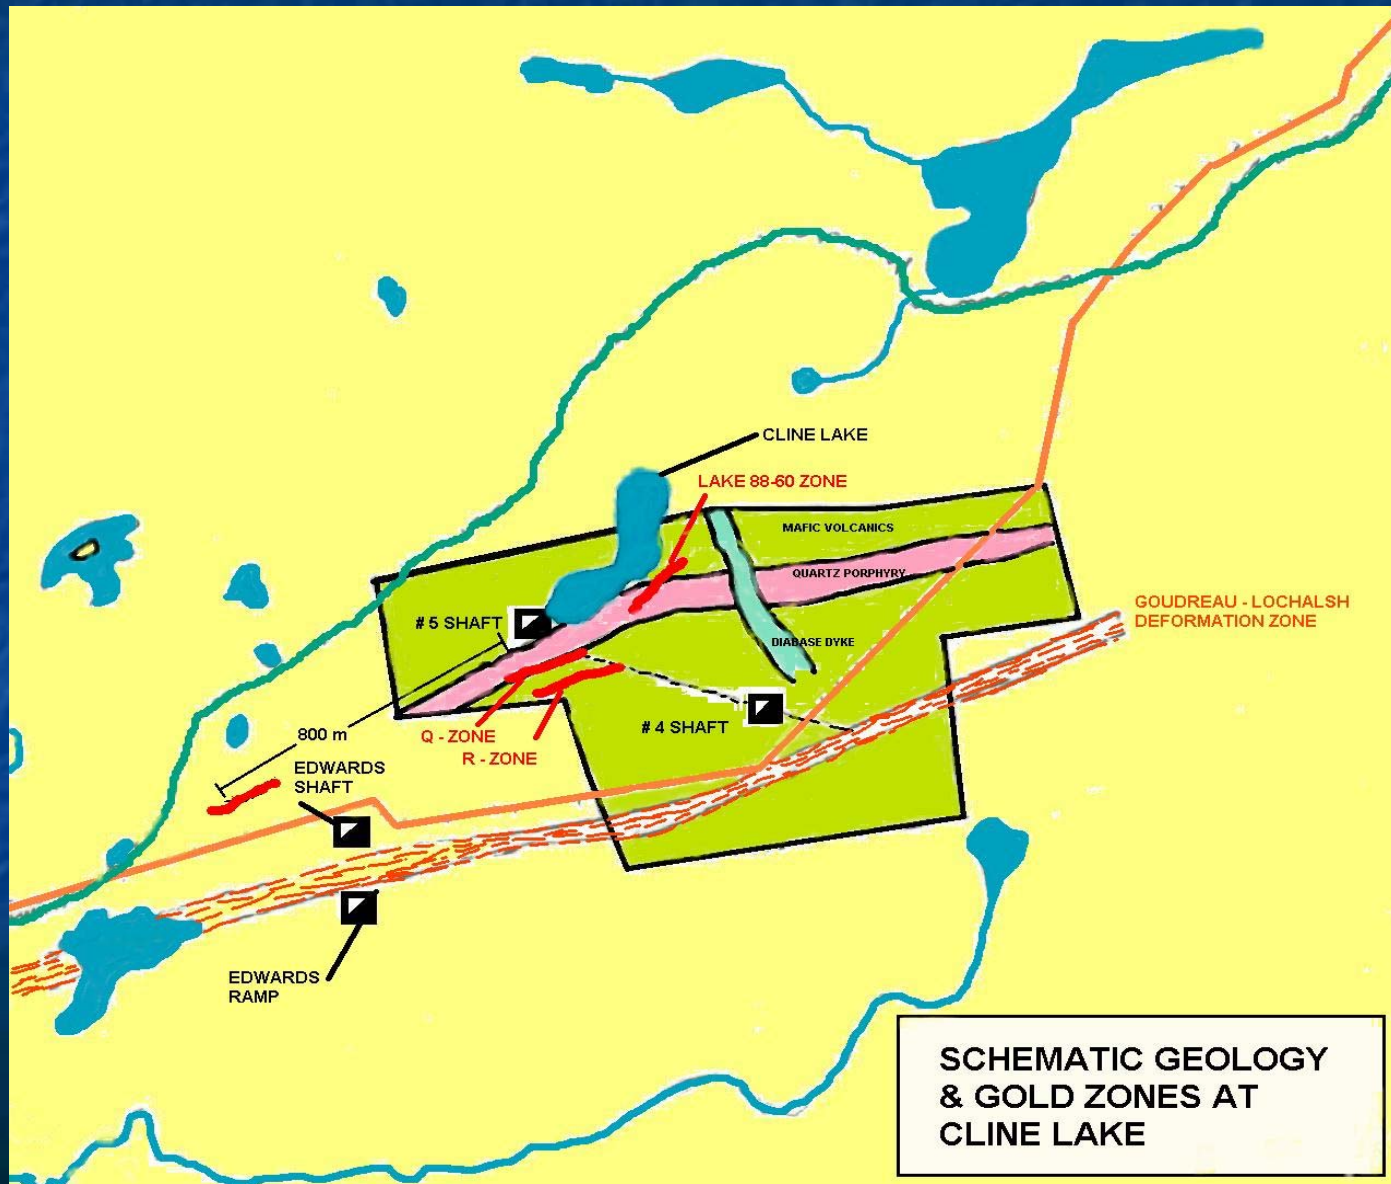 CLINE LAKE
LAKE 88-60 ZONE
MAFIC VOLCANICS
QUARTZ PORPHYRY
GOUDREAU - LOCHALSH
DEFORMATION ZONE
# 5 SHAFT
DIABASE DYKE
# 4 SHAFT
800 m
Q - ZONE
R - ZONE
EDWARDS
SHAFT
EDWARDS
RAMP
SCHEMATIC GEOLOGY
& GOLD ZONES AT
CLINE LAKE